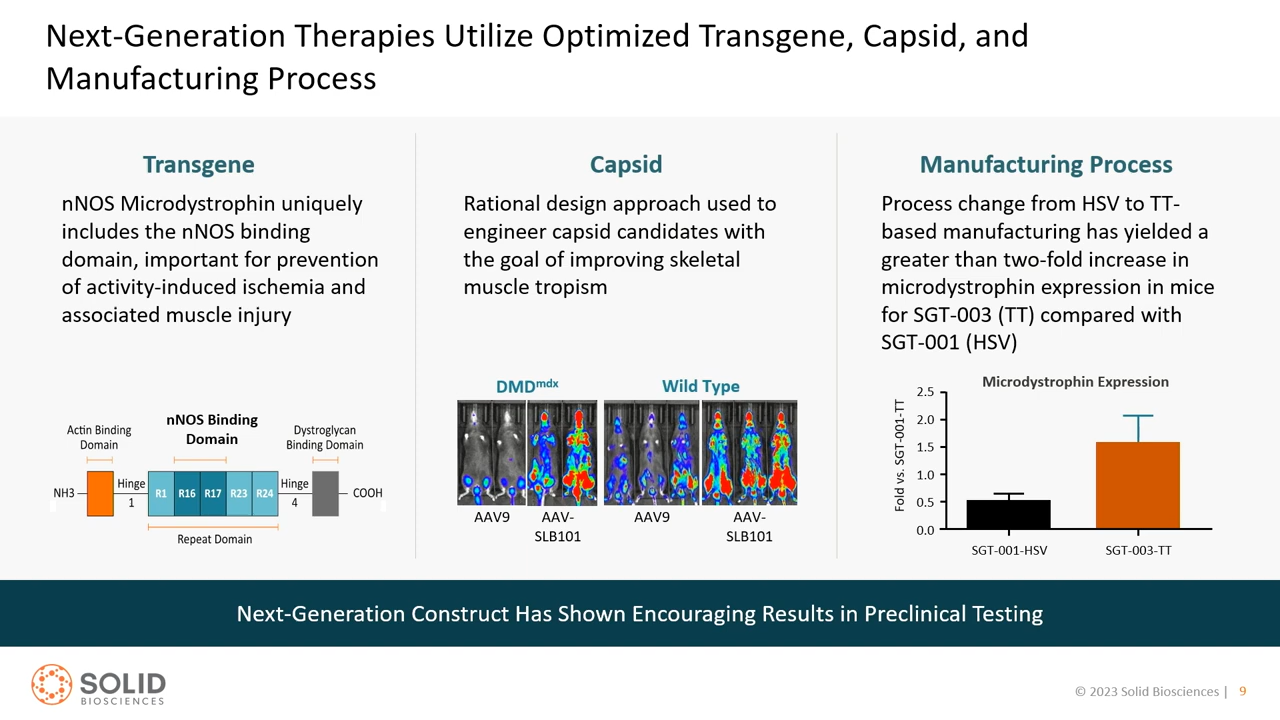 Next-Generation Therapies Utilize Optimized Transgene, Capsid, and
Manufacturing Process
Transgene
nNOS Microdystrophin uniquely
includes the nNOS binding
domain, important for prevention
of activity-induced ischemia and
associated muscle injury
nNOS Binding
Domain
Actin Binding
Domain
Dystroglycan
Binding Domain
NH3
Hinge
1
R1
R16
R17
R23
R24
Hinge
4
COOH
Repeat Domain
Capsid
Rational design approach used to
engineer capsid candidates with
the goal of improving skeletal
muscle tropism
DMDmdx
Wild Type
AAV9
AAV-
SLB101
AAV9
AAV-
SLB101
Manufacturing Process
Process change from HSV to TT-
based manufacturing has yielded a
greater than two-fold increase in
microdystrophin expression in mice
for SGT-003 (TT) compared with
SGT-001 (HSV)
Microdystrophin Expression
Fold vs. SGT-001-TT
2.5
2.0
1.5
1.0
0.5
0.0
SGT-001-HSV
SGT-003-TT
Next-Generation Construct Has Shown Encouraging Results in Preclinical Testing
SOLID
BIOSCIENCES
© 2023 Solid Biosciences | 9